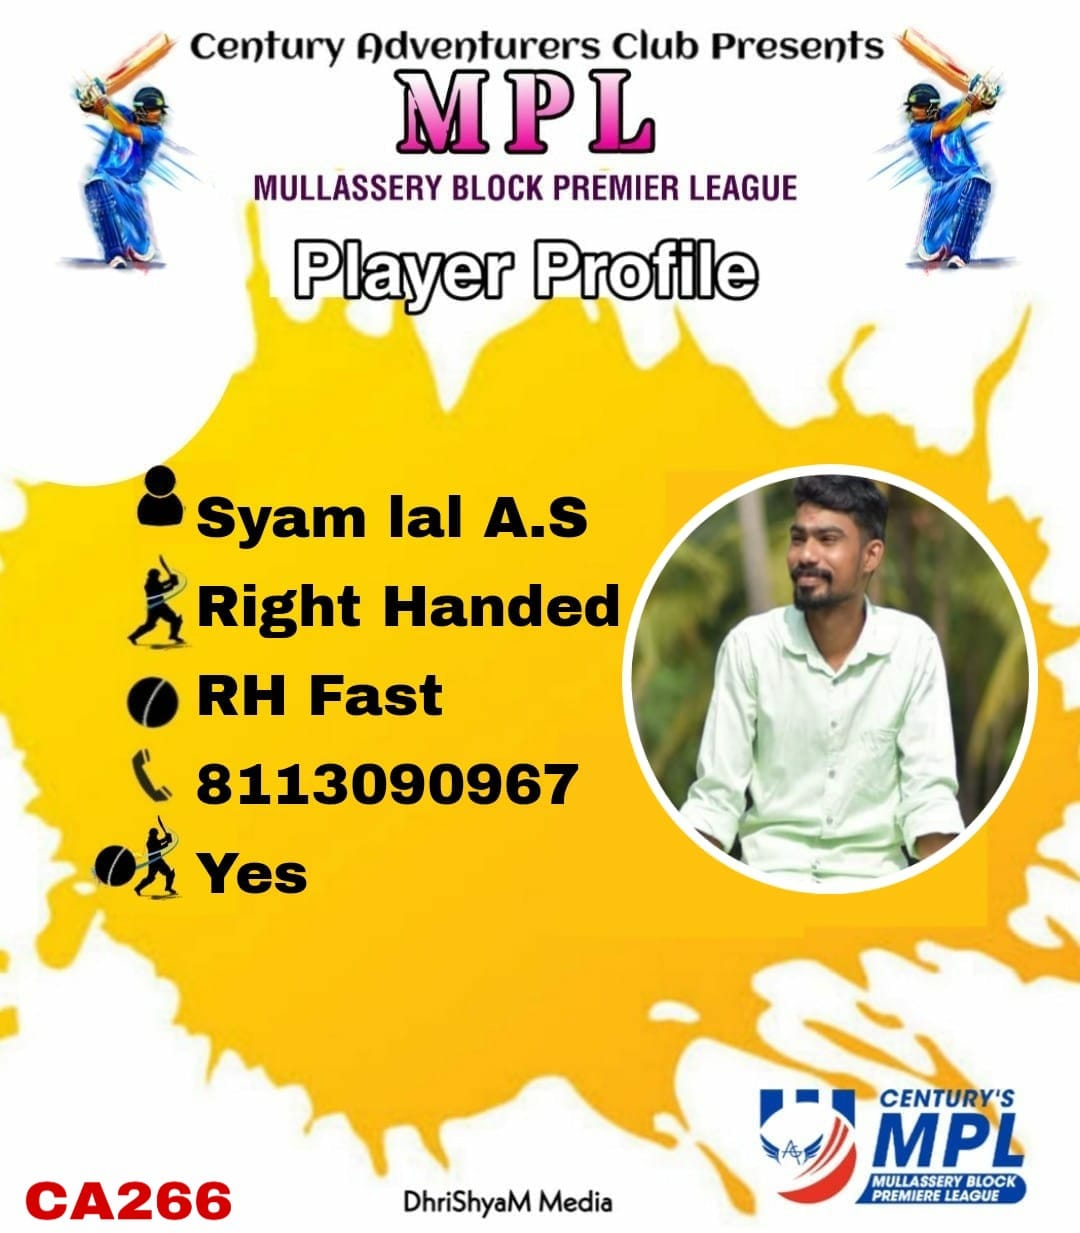 Century Adventurers Club Presents
MPL
MULLASSERY BLOCK PREMIER LEAGUE
Player Profile
Syam lal A.S
Right Handed
RH Fast
8113090967
Yes
CENTURY'S
MPL
MULLASSERY BLOCK
PREMIERE LEAGUE
CA266
DhriShyaM Media